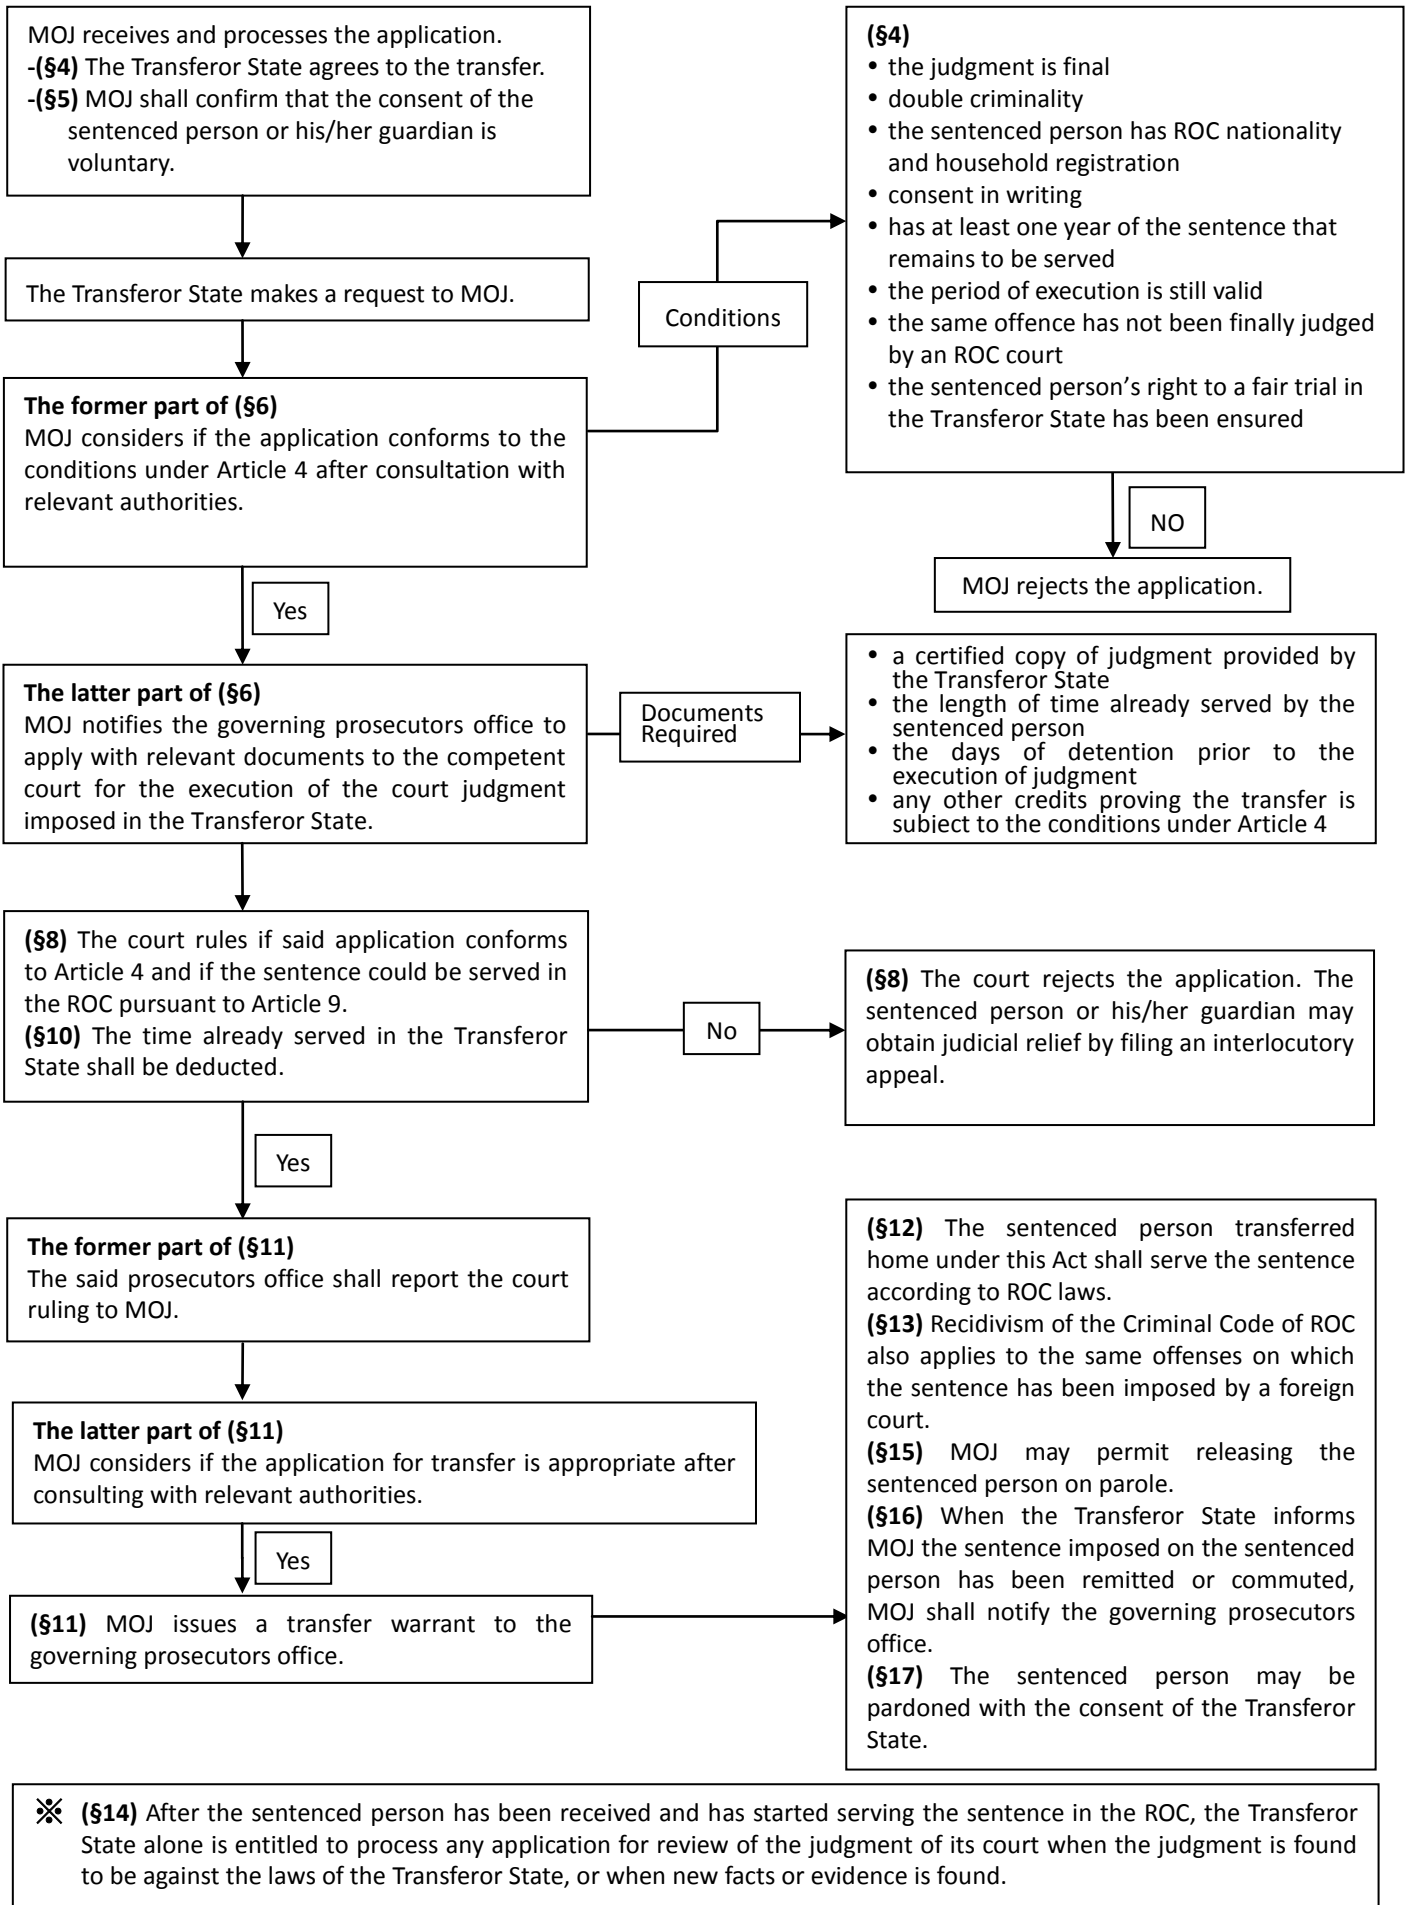 MOJ receives and processes the application.
-(§4) The Transferor State agrees to the transfer.
-(§5) MOJ shall confirm that the consent of the
sentenced person or his/her guardian is
voluntary.
The Transferor State makes a request to MOJ.
The former part of (§6)
MOJ considers if the application conforms to the
conditions under Article 4 after consultation with
relevant authorities.
Conditions
(§4)
• the judgment is final
• double criminality
• the sentenced person has ROC nationality
and household registration
• consent in writing
• has at least one year of the sentence that
remains to be served
• the period of execution is still valid
• the same offence has not been finally judged
by an ROC court
• the sentenced person’s right to a fair trial in
the Transferor State has been ensured
NO
MOJ rejects the application.
Yes
The latter part of (§6)
MOJ notifies the governing prosecutors office to
apply with relevant documents to the competent
court for the execution of the court judgment
imposed in the Transferor State.
Documents
Required
• a certified copy of judgment provided by
the Transferor State
• the length of time already served by the
sentenced person
• the days of detention prior to the
execution of judgment
• any other credits proving the transfer is
subject to the conditions under Article 4
(§8) The court rules if said application conforms
to Article 4 and if the sentence could be served in
the ROC pursuant to Article 9.
(§10) The time already served in the Transferor
State shall be deducted.
No
(§8) The court rejects the application. The
sentenced person or his/her guardian may
obtain judicial relief by filing an interlocutory
appeal.
Yes
The former part of (§11)
The said prosecutors office shall report the court
ruling to MOJ.
The latter part of (§11)
MOJ considers if the application for transfer is appropriate after
consulting with relevant authorities.
Yes
(§11) MOJ issues a transfer warrant to the
governing prosecutors office.
(§12) The sentenced person transferred
home under this Act shall serve the sentence
according to ROC laws.
(§13) Recidivism of the Criminal Code of ROC
also applies to the same offenses on which
the sentence has been imposed by a foreign
court.
(§15) MOJ may permit releasing the
sentenced person on parole.
(§16) When the Transferor State informs
MOJ the sentence imposed on the sentenced
person has been remitted or commuted,
MOJ shall notify the governing prosecutors
office.
(§17) The sentenced person may be
pardoned with the consent of the Transferor
State.
※ (§14) After the sentenced person has been received and has started serving the sentence in the ROC, the Transferor
State alone is entitled to process any application for review of the judgment of its court when the judgment is found
to be against the laws of the Transferor State, or when new facts or evidence is found.